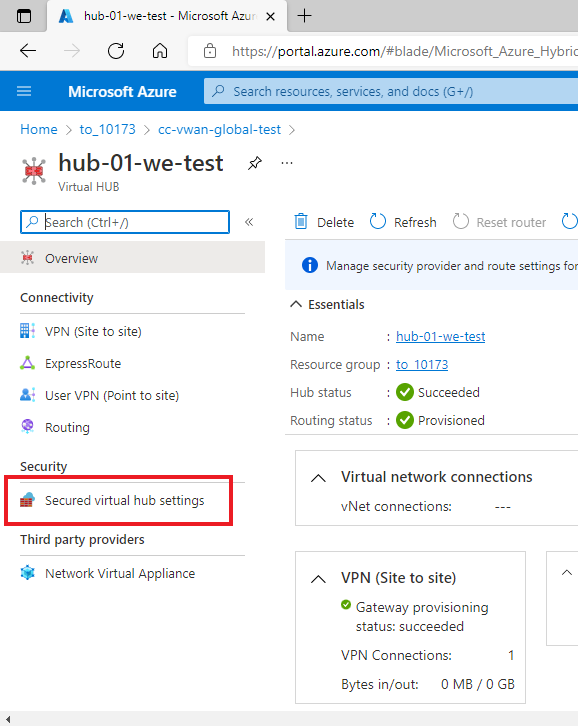 hub-01-we-test - Microsoft Azur
https://portal.azure.com/#blade/Microsoft_Azure_Hybric
Microsoft Azure
Search resources, services, and docs (G+/)
Home > to_10173 > cc-vwan-global-test >
hub-01-we-test
...
Virtual HUB
Search (Ctrl+/)
«
Delete
Refresh
Reset router
Overview
Manage security provider and route settings for
Connectivity
Essentials
VPN (Site to site)
Name : hub-01-we-test
ExpressRoute
Resource group : to_10173
User VPN (Point to site)
Hub status : Succeeded
Routing
Routing status : Provisioned
Security
Secured virtual hub settings
Virtual network connections
vNet connections: ---
Third party providers
Network Virtual Appliance
VPN (Site to site)
Gateway provisioning
status: succeeded
VPN Connections: 1
Bytes in/out: 0 MB / 0 GB